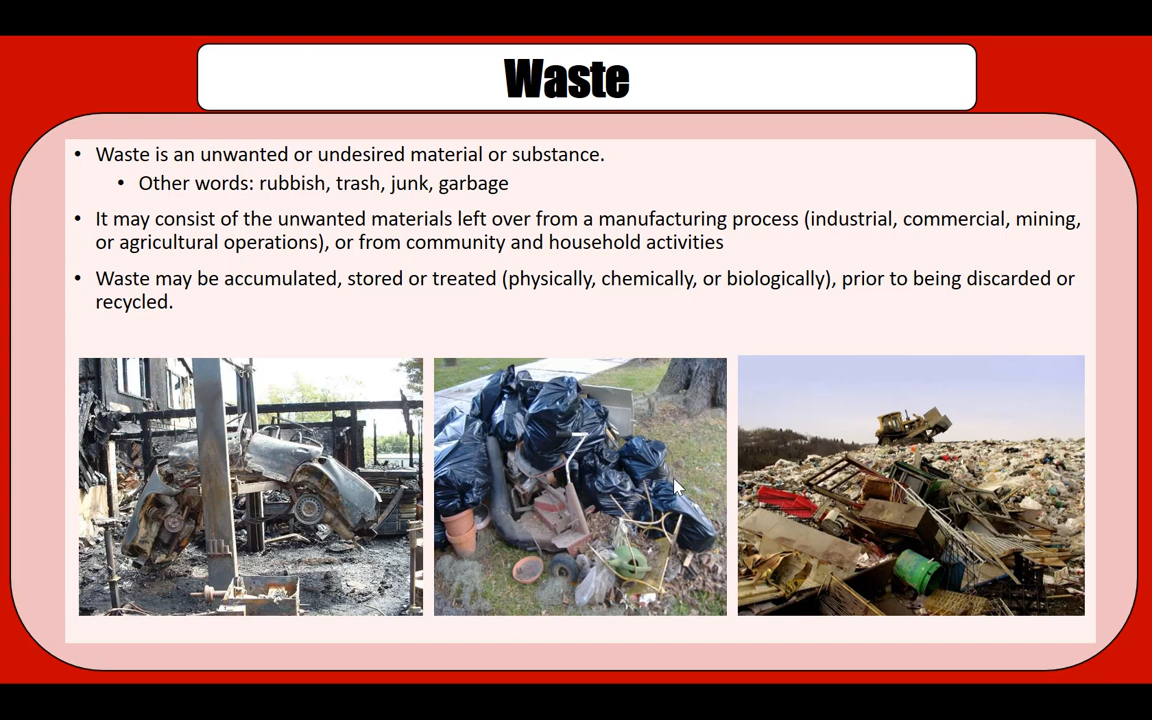 Waste
• Waste is an unwanted or undesired material or substance.
• Other words: rubbish, trash, junk, garbage
• It may consist of the unwanted materials left over from a manufacturing process (industrial, commercial, mining,
or agricultural operations), or from community and household activities
• Waste may be accumulated, stored or treated (physically, chemically, or biologically), prior to being discarded or
recycled.